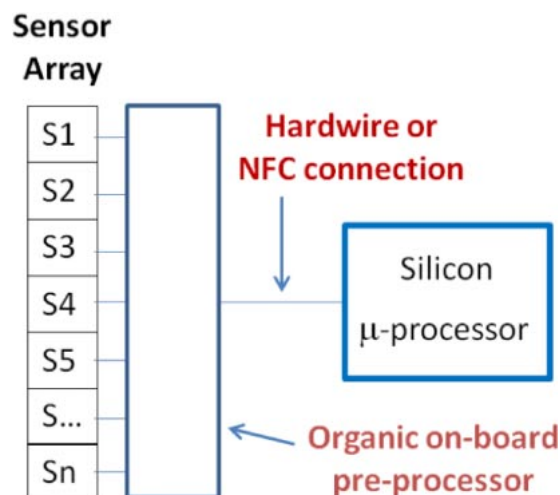 Sensor
Array
S1
S2
S3
S4
S5
S...
Sn
Hardwire or
NFC connection
Silicon
μ-processor
Organic on-board
pre-processor